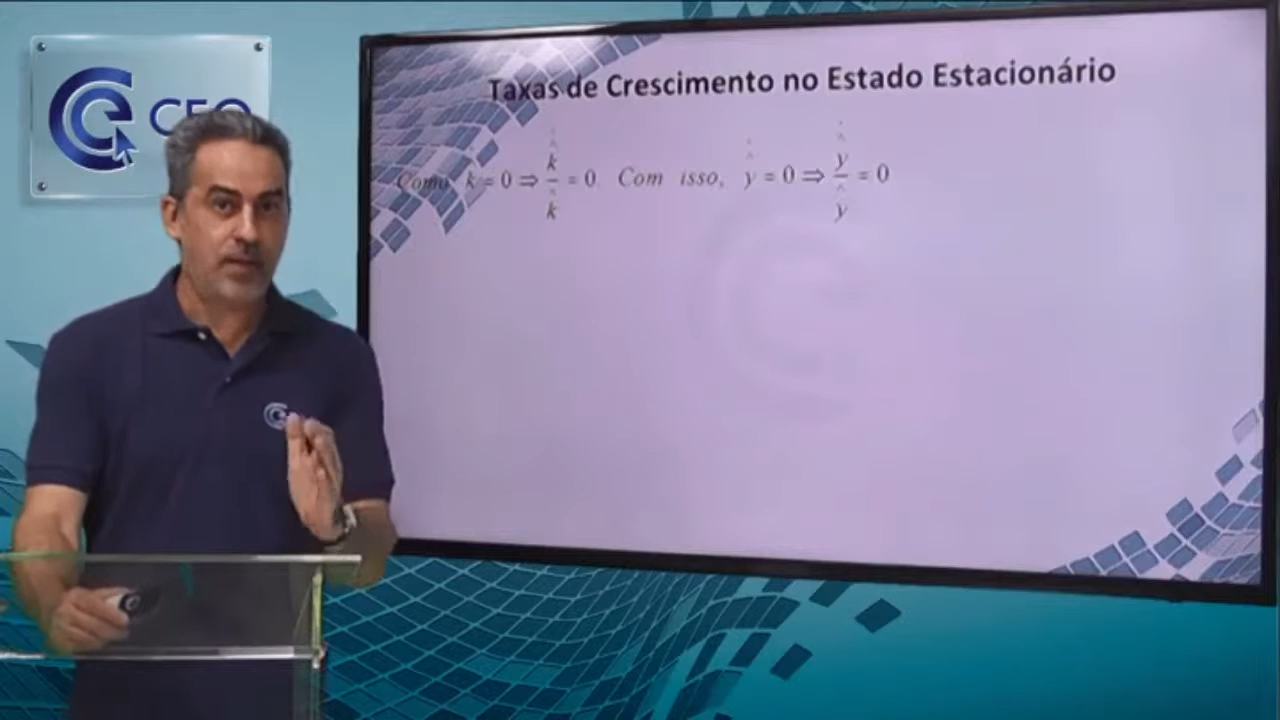 CEO
Taxas de Crescimento no Estado Estacionário
Como k̂̇ = 0 ⇒ k̂̇/k̂ = 0 Com isso, ŷ̇ = 0 ⇒ ŷ̇/ŷ = 0